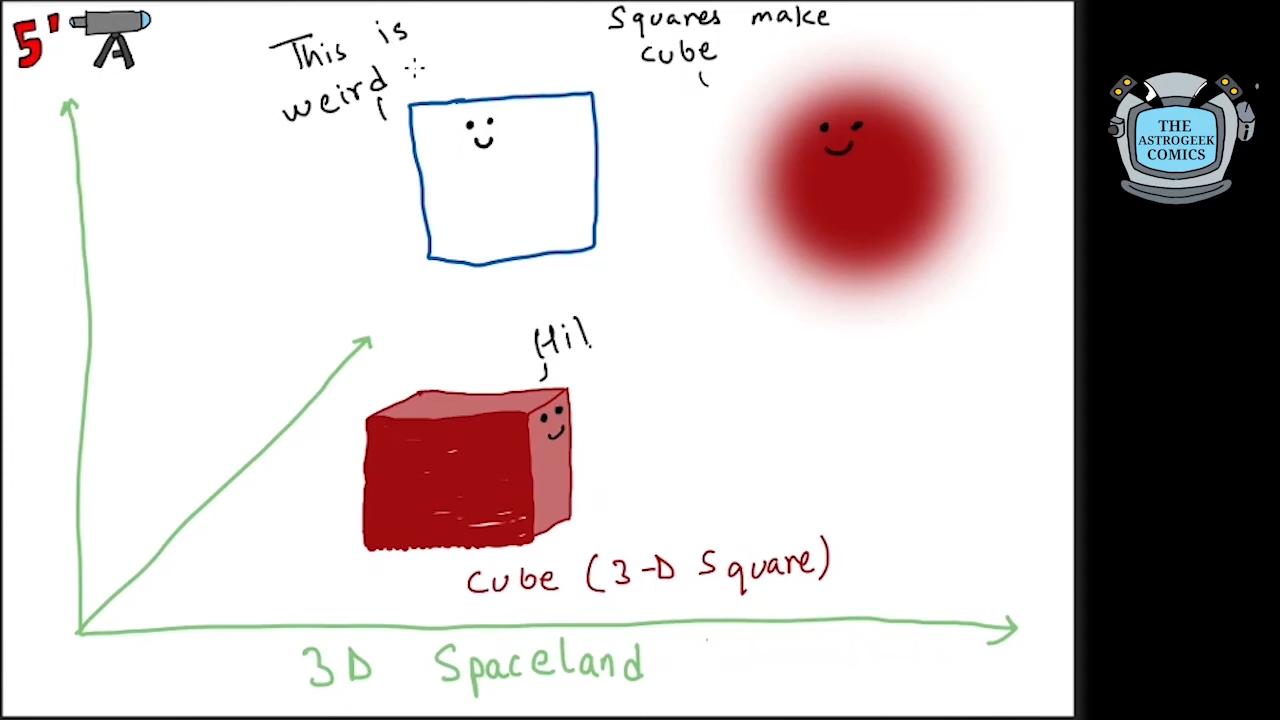 5'
This is
weird
Squares make
cube
THE
ASTROGEEK
COMICS
Hi!
cube (3-D Square)
3D Spaceland